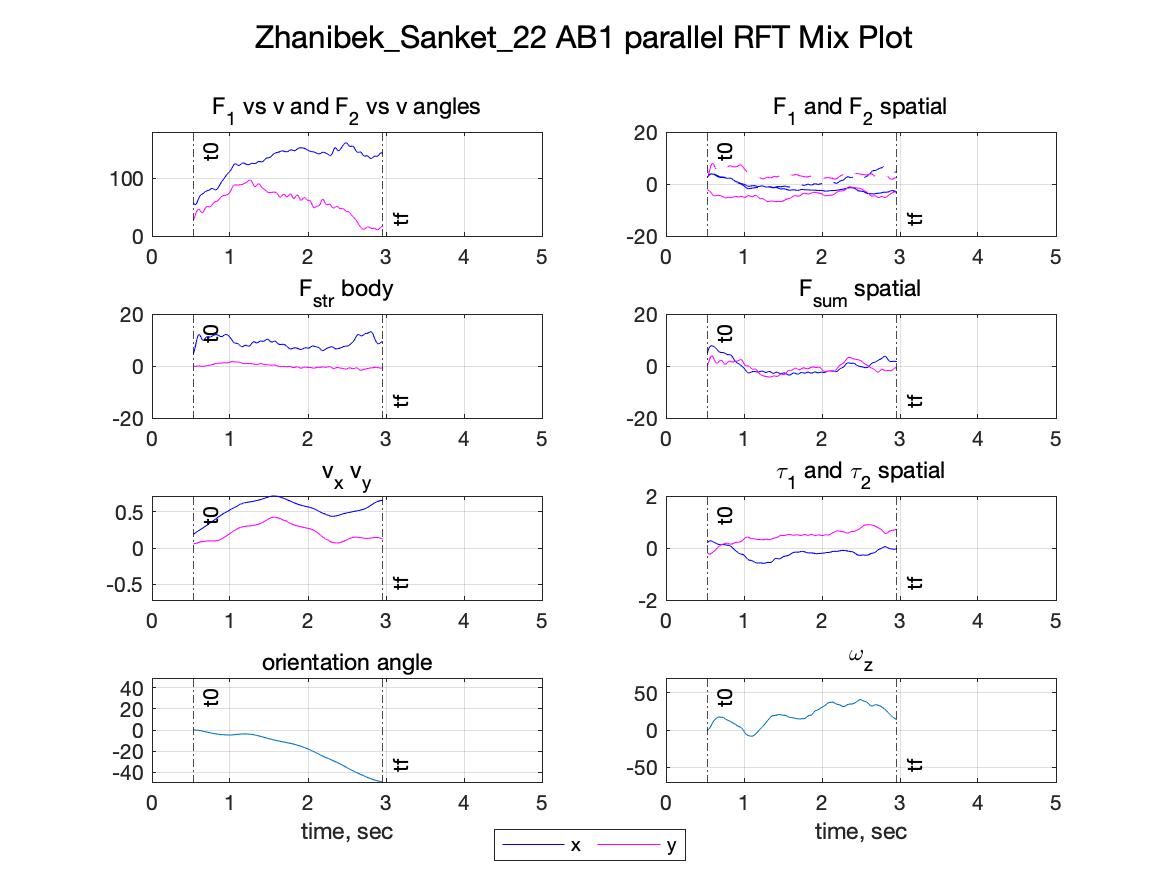 Zhanibek_Sanket_22 AB1 parallel RFT Mix Plot
F1 vs v and F2 vs v angles
100
0
t0
tf
0 1 2 3 4 5
F1 and F2 spatial
20
0
-20
t0
tf
0 1 2 3 4 5
Fstr body
20
0
-20
t0
tf
0 1 2 3 4 5
Fsum spatial
20
0
-20
t0
tf
0 1 2 3 4 5
vx vy
0.5
0
-0.5
t0
tf
0 1 2 3 4 5
τ1 and τ2 spatial
2
0
-2
t0
tf
0 1 2 3 4 5
orientation angle
40
20
0
-20
-40
t0
tf
0 1 2 3 4 5
time, sec
ωz
50
0
-50
t0
tf
0 1 2 3 4 5
time, sec
x y